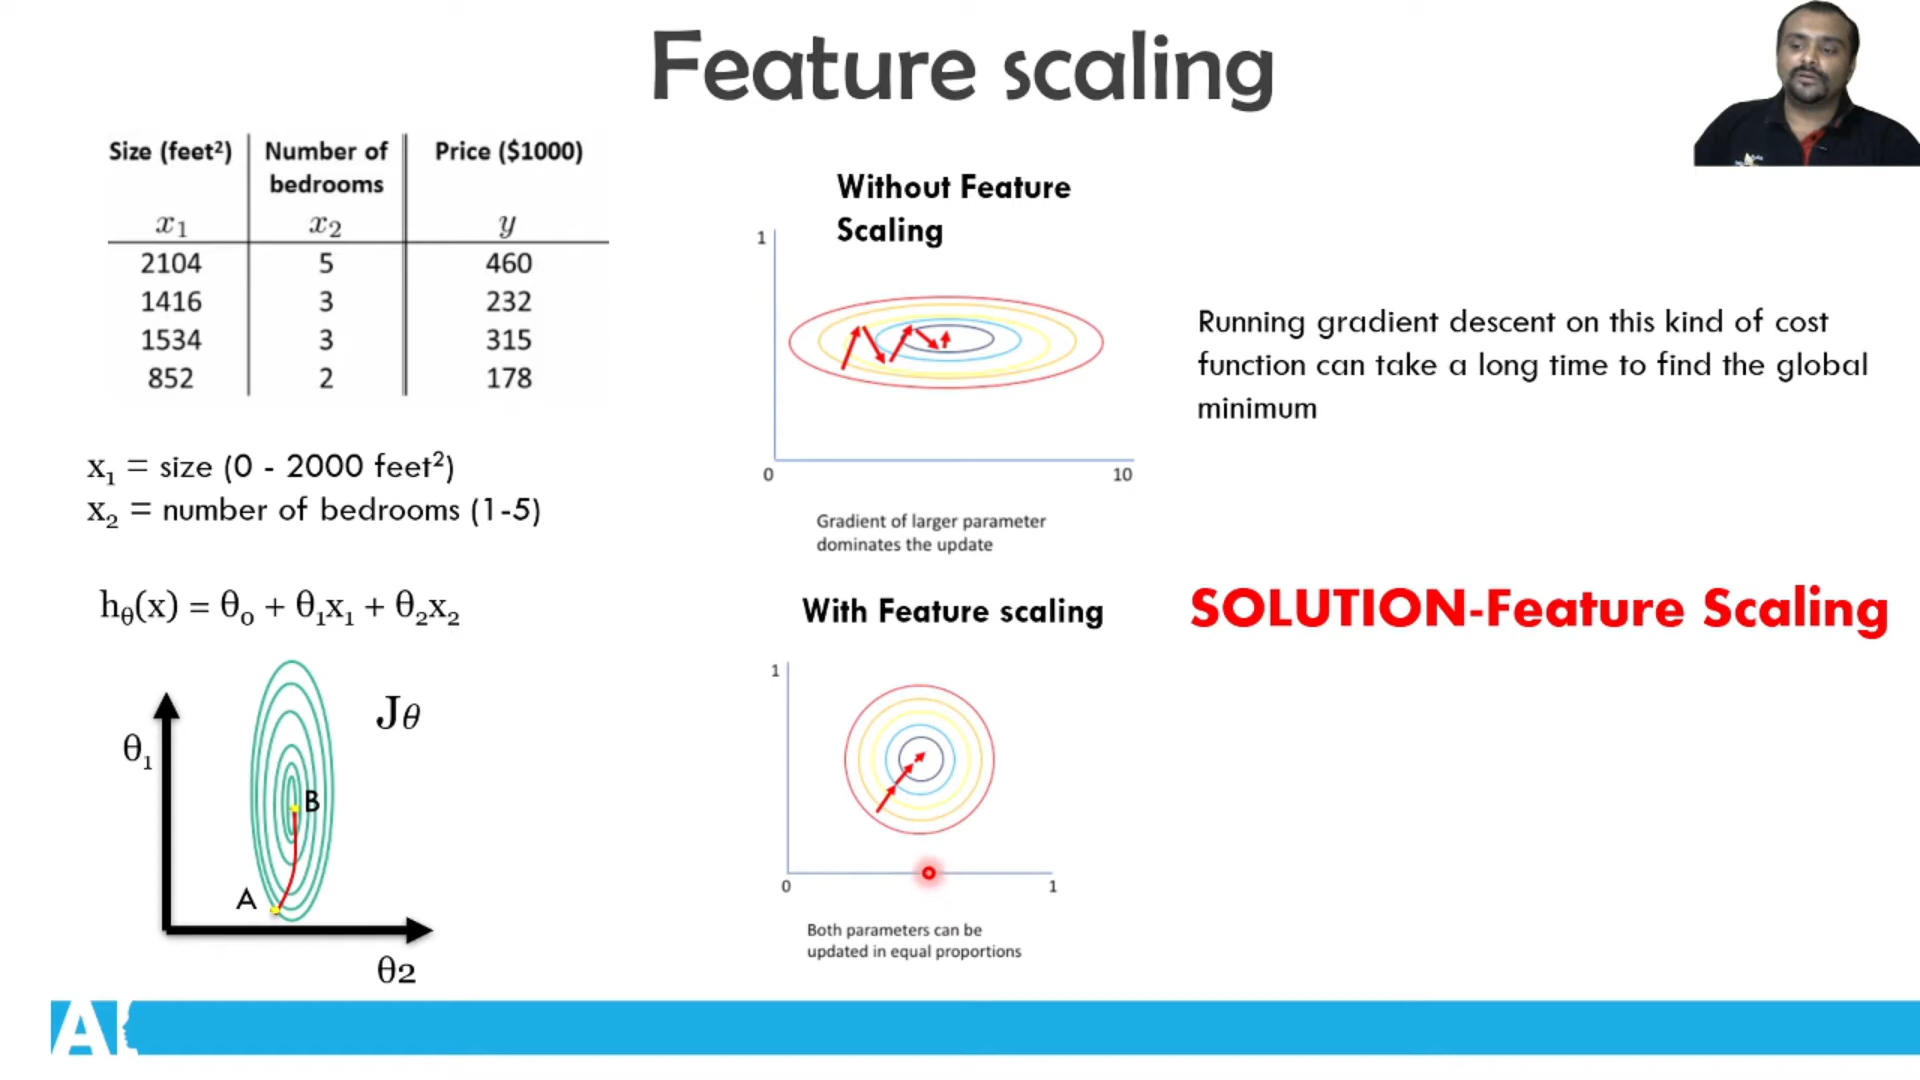 Feature scaling
Size (feet²) Number of bedrooms Price ($1000)
x₁ x₂ y
2104 5 460
1416 3 232
1534 3 315
852 2 178
x₁ = size (0 - 2000 feet²)
x₂ = number of bedrooms (1-5)
hθ(x) = θ₀ + θ₁x₁ + θ₂x₂
Jθ
θ₁
B
A
θ2
Without Feature
Scaling
1
0 10
Gradient of larger parameter
dominates the update
With Feature scaling
1
0 1
Both parameters can be
updated in equal proportions
Running gradient descent on this kind of cost
function can take a long time to find the global
minimum
SOLUTION-Feature Scaling
A